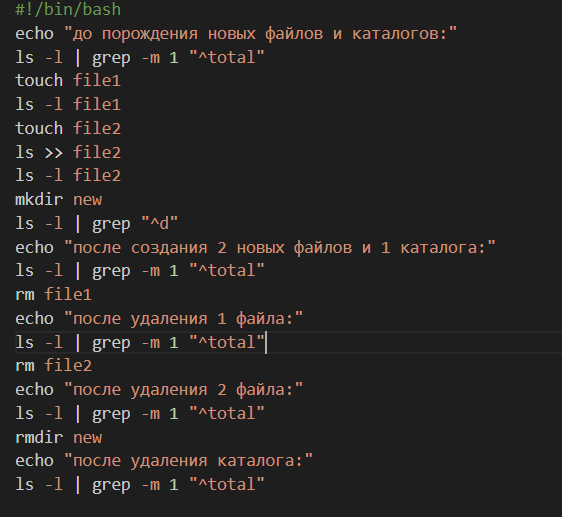 #!/bin/bash
echo "до порождения новых файлов и каталогов:"
ls -l | grep -m 1 "^total"
touch file1
ls -l file1
touch file2
ls >> file2
ls -l file2
mkdir new
ls -l | grep "^d"
echo "после создания 2 новых файлов и 1 каталога:"
ls -l | grep -m 1 "^total"
rm file1
echo "после удаления 1 файла:"
ls -l | grep -m 1 "^total"
rm file2
echo "после удаления 2 файла:"
ls -l | grep -m 1 "^total"
rmdir new
echo "после удаления каталога:"
ls -l | grep -m 1 "^total"